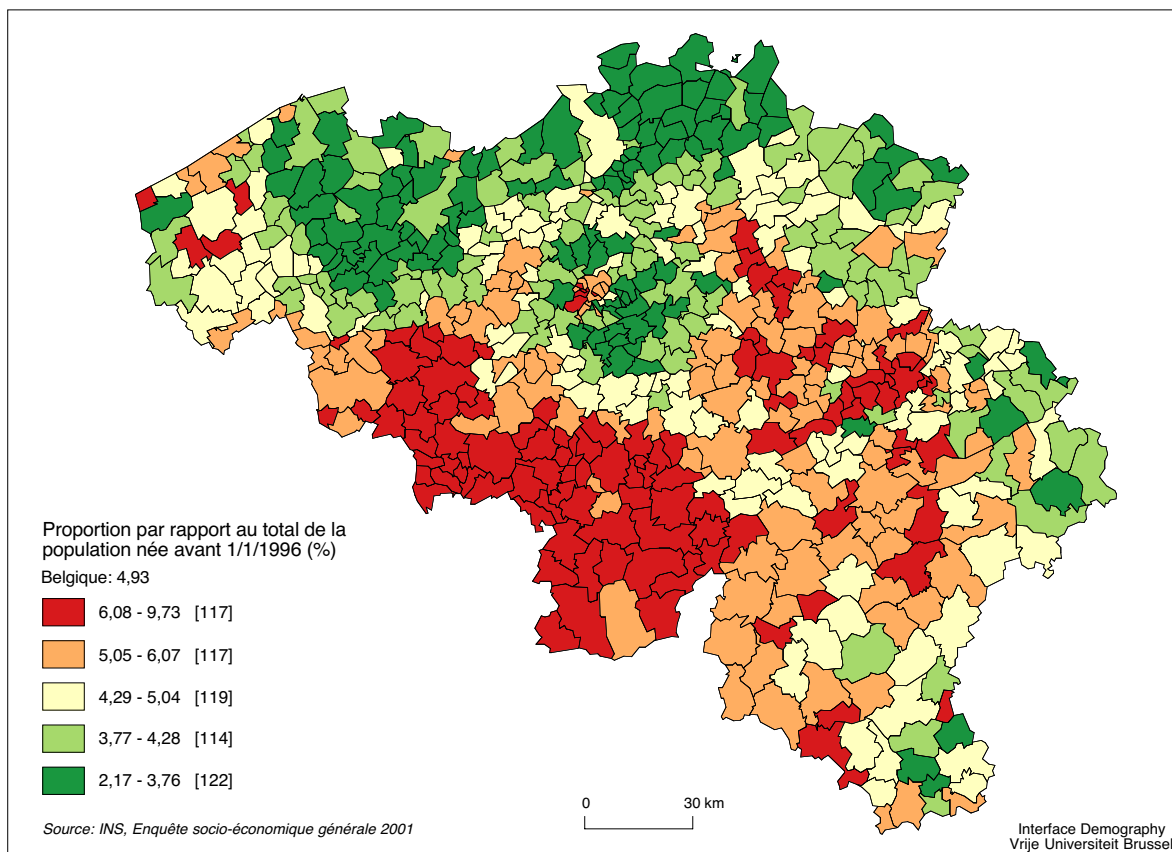 Proportion par rapport au total de la
population née avant 1/1/1996 (%)
Belgique: 4,93
6,08 - 9,73 [117]
5,05 - 6,07 [117]
4,29 - 5,04 [119]
3,77 - 4,28 [114]
2,17 - 3,76 [122]
0 30 km
Source: INS, Enquête socio-économique générale 2001
Interface Demography
Vrije Universiteit Brussel